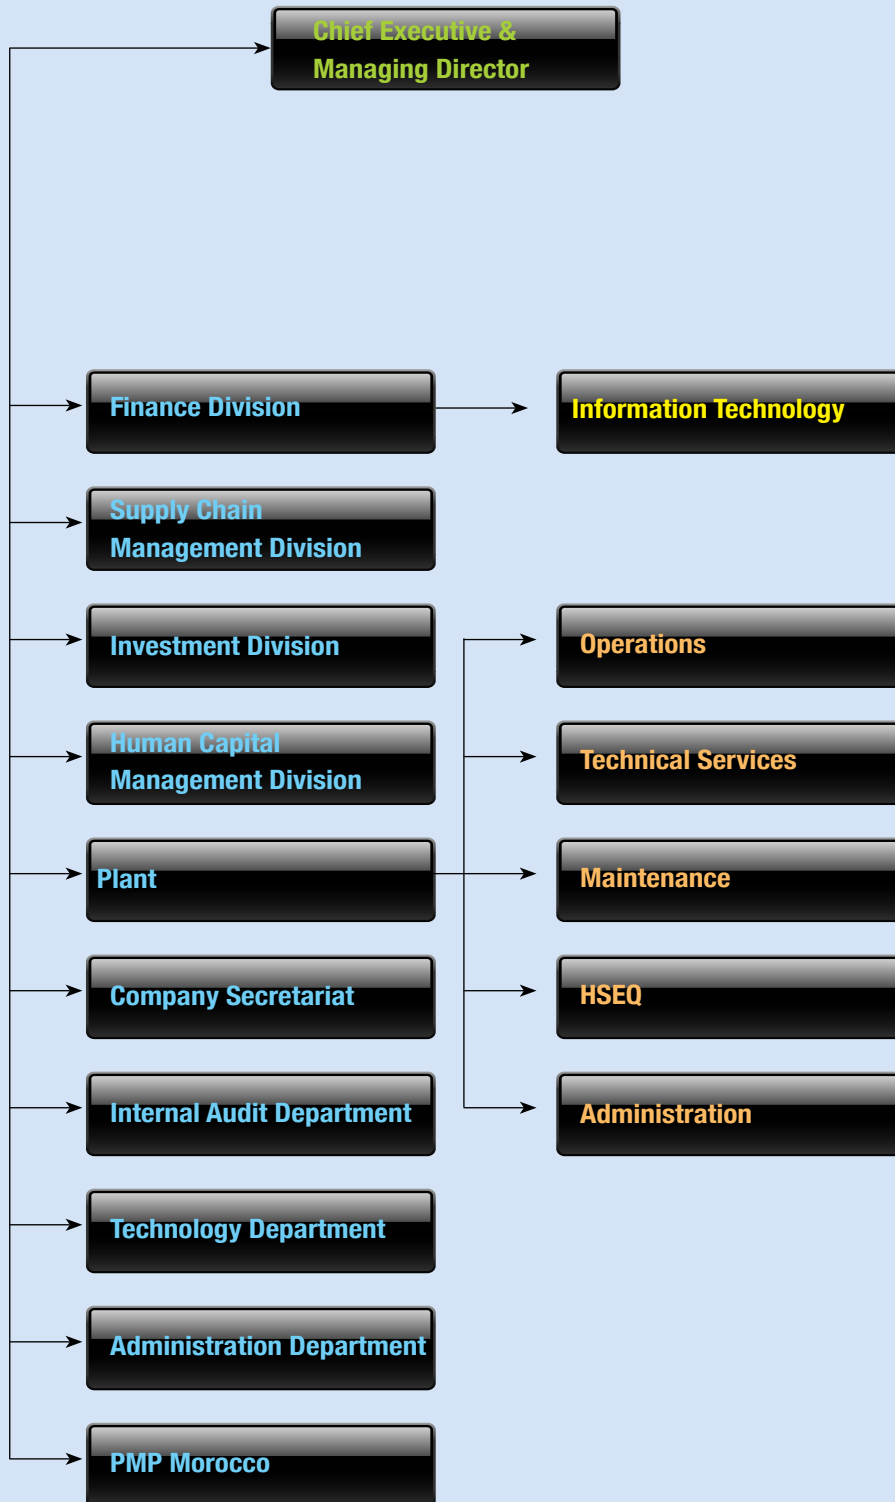 Chief Executive &
Managing Director
Finance Division
Information Technology
Supply Chain
Management Division
Investment Division
Operations
Human Capital
Management Division
Technical Services
Plant
Maintenance
Company Secretariat
HSEQ
Internal Audit Department
Administration
Technology Department
Administration Department
PMP Morocco